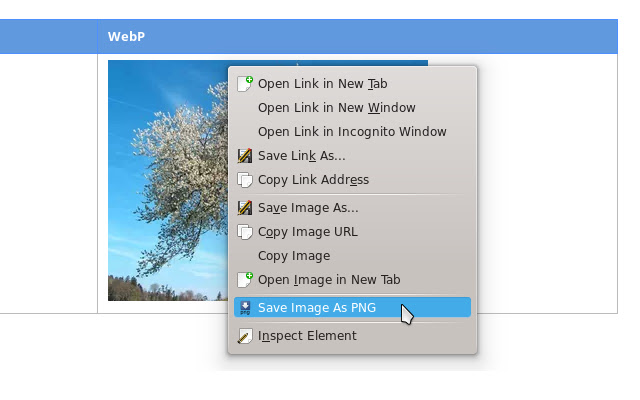 WebP
Open Link in New Tab
Open Link in New Window
Open Link in Incognito Window
Save Link As...
Copy Link Address
Save Image As...
Copy Image URL
Copy Image
Open Image in New Tab
png Save Image As PNG
Inspect Element